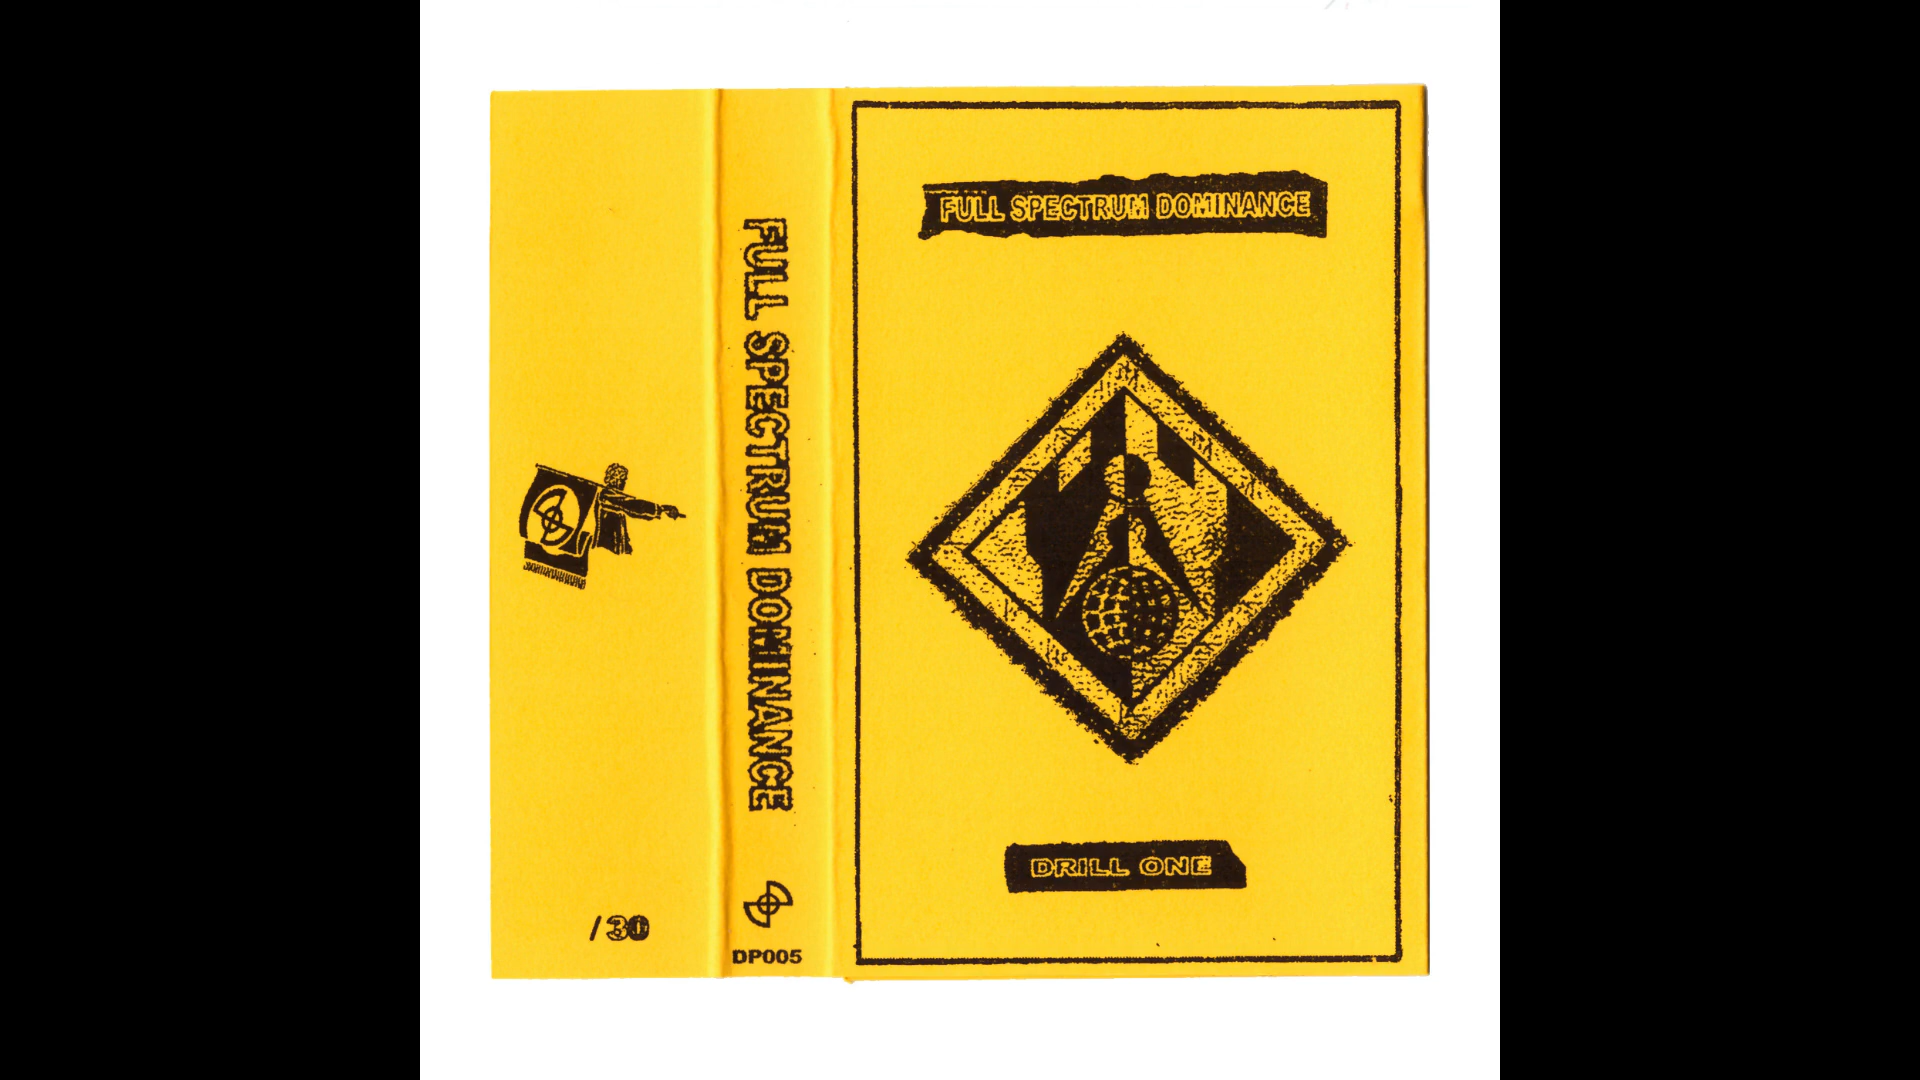 /30
FULL SPECTRUM DOMINANCE
DP005
FULL SPECTRUM DOMINANCE
DRILL ONE